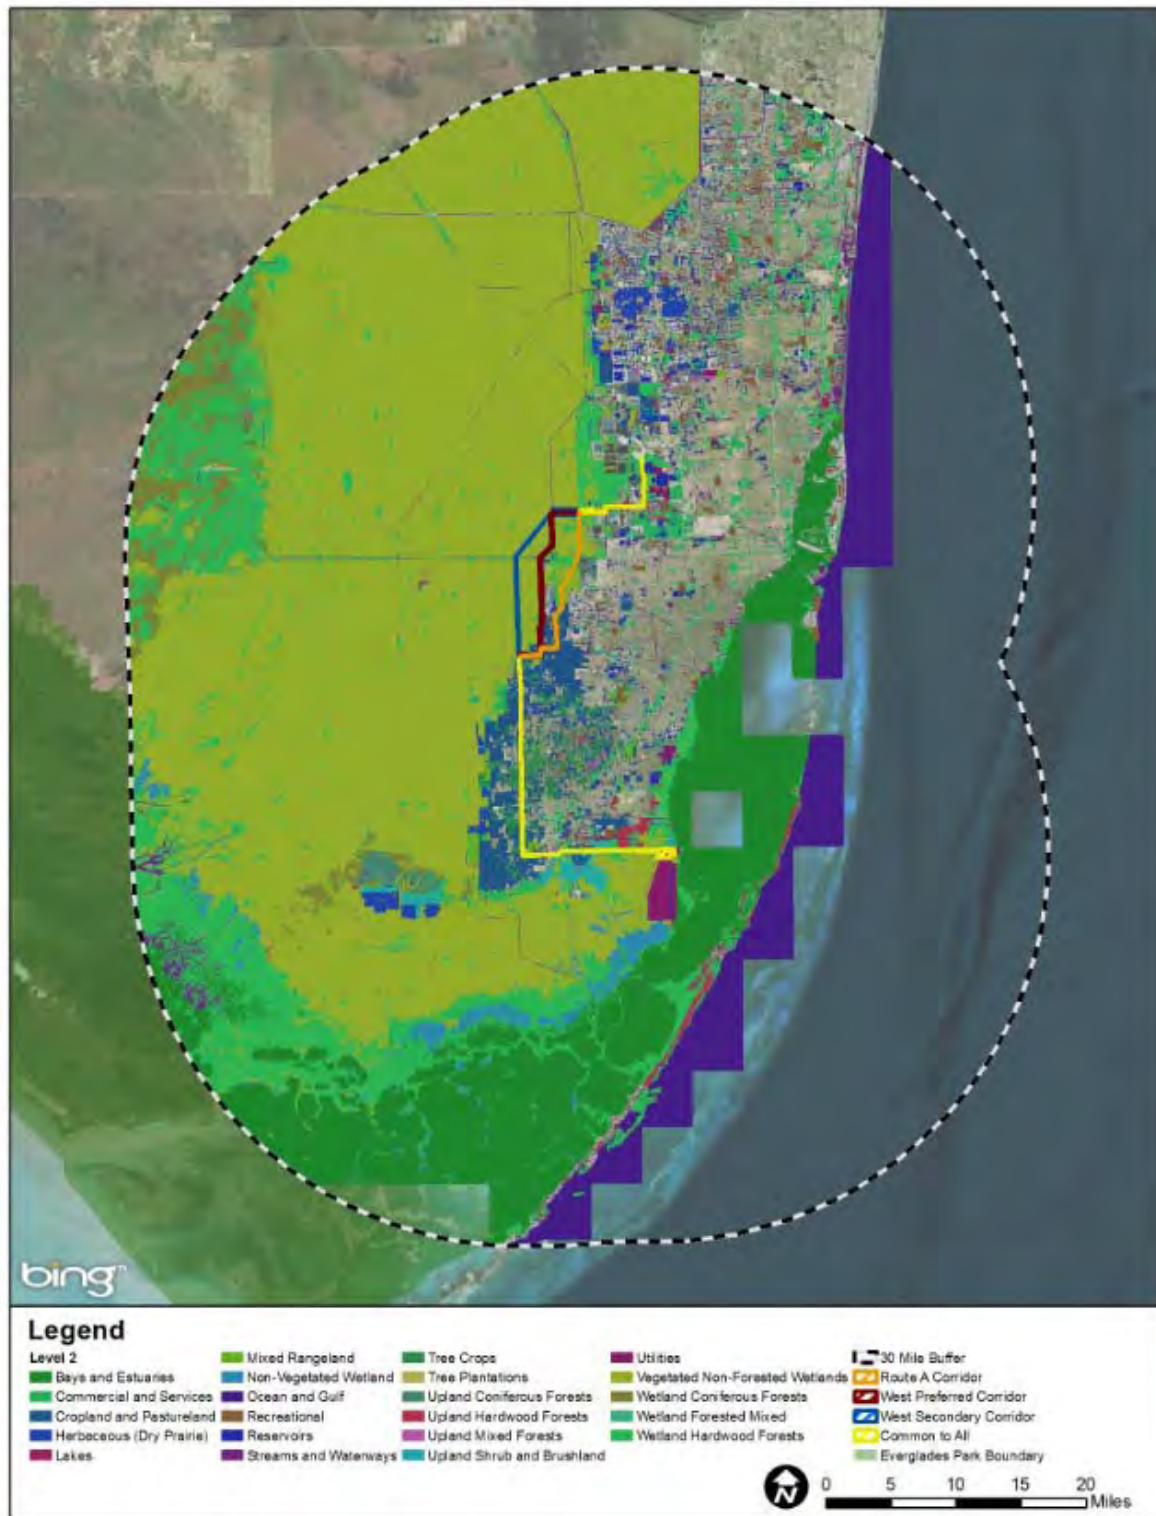 bing™
Legend
Level 2
Bays and Estuaries
Commercial and Services
Cropland and Pastureland
Herbaceous (Dry Prairie)
Lakes
Mixed Rangeland
Non-Vegetated Wetland
Ocean and Gulf
Recreational
Reservoirs
Streams and Waterways
Tree Crops
Tree Plantations
Upland Coniferous Forests
Upland Hardwood Forests
Upland Mixed Forests
Upland Shrub and Brushland
Utilities
Vegetated Non-Forested Wetlands
Wetland Coniferous Forests
Wetland Forested Mixed
Wetland Hardwood Forests
30 Mile Buffer
Route A Corridor
West Preferred Corridor
West Secondary Corridor
Common to All
Everglades Park Boundary
N
0 5 10 15 20
Miles